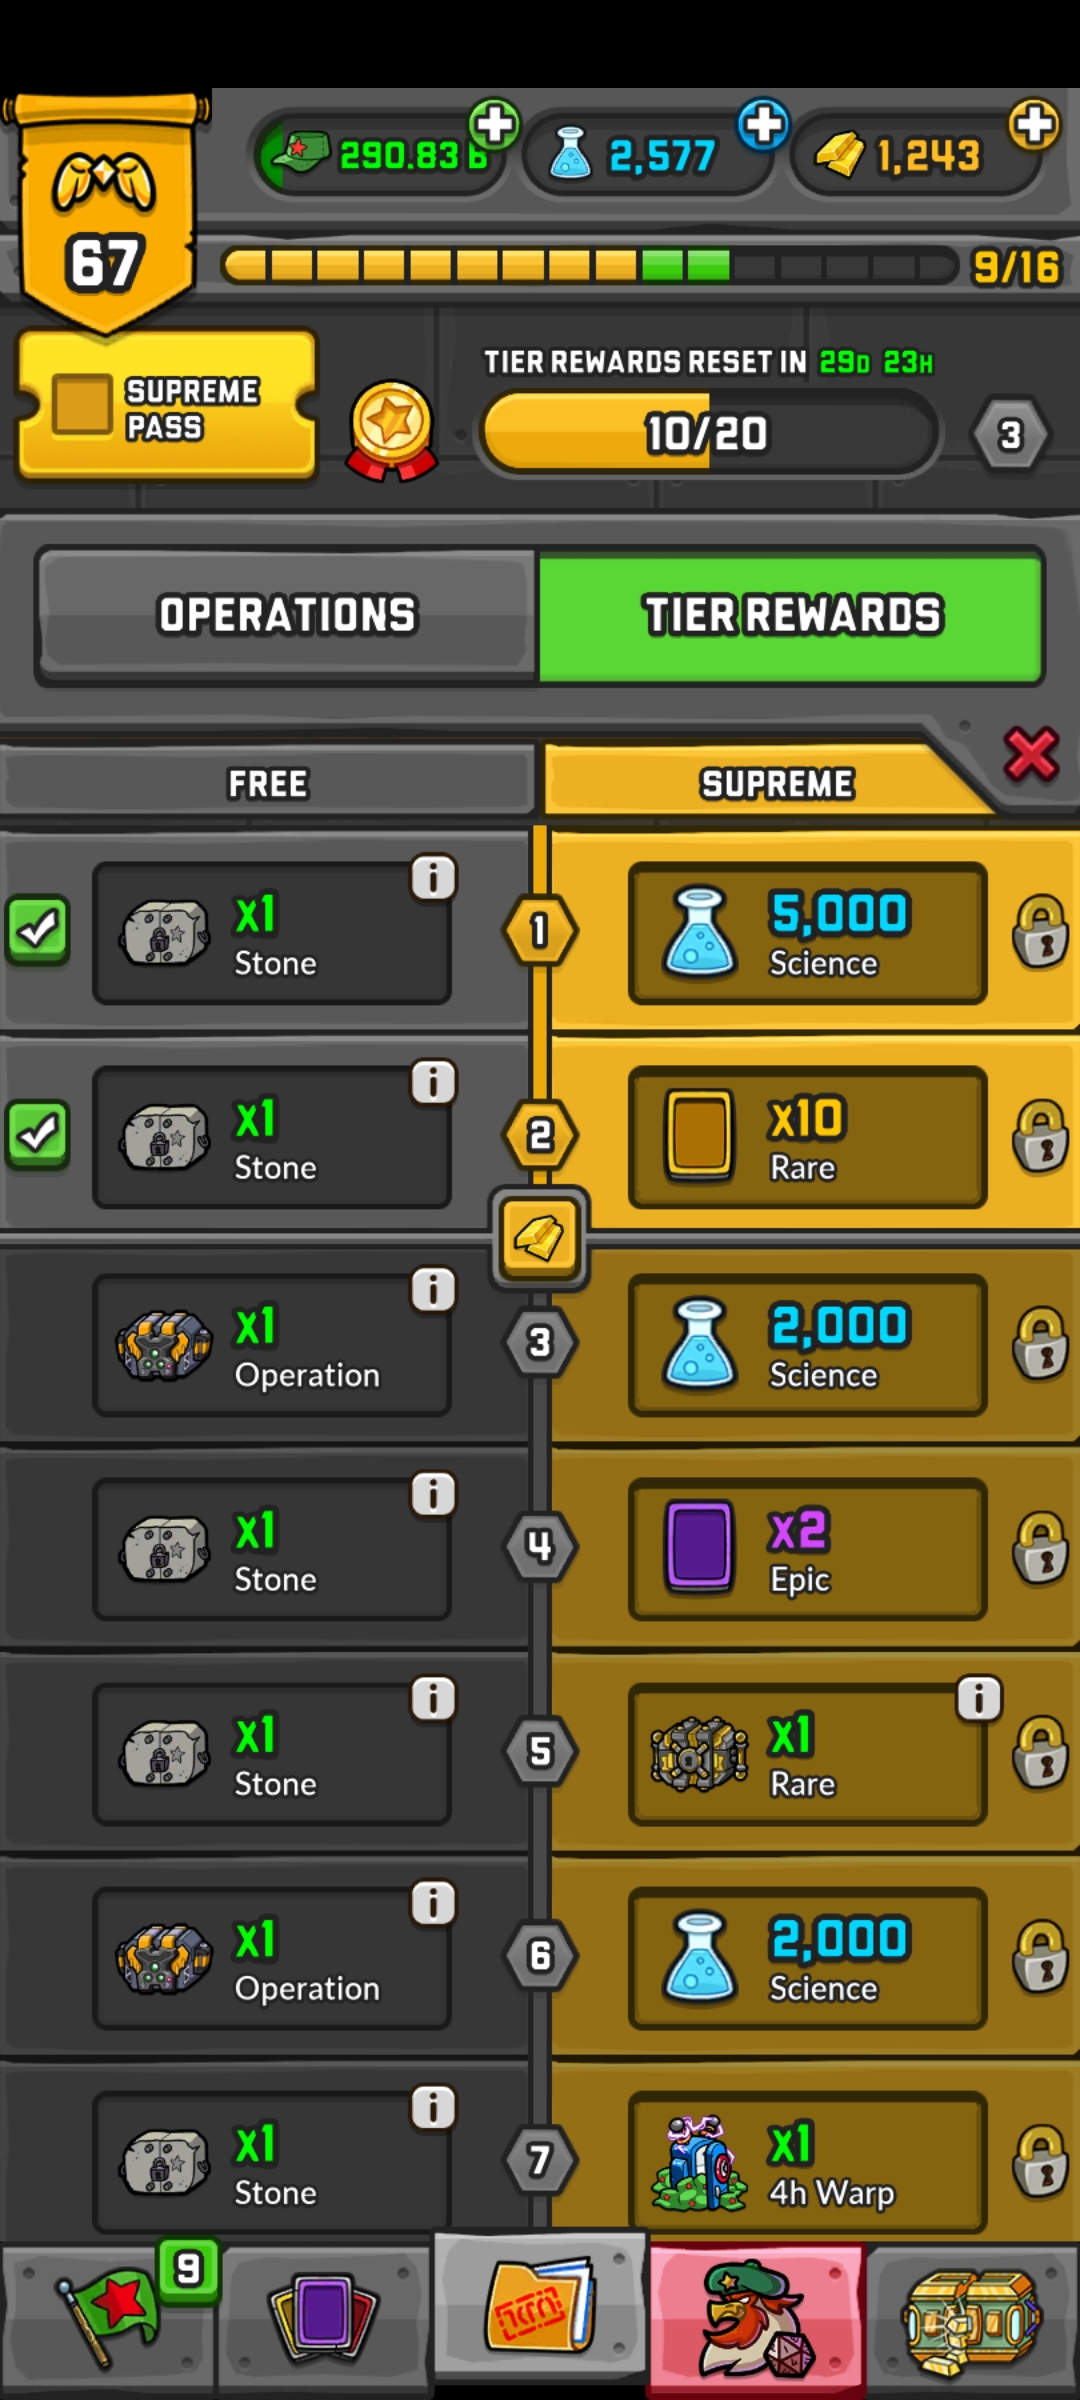 290.83 B
2,577
1,243
67
9/16
SUPREME
PASS
TIER REWARDS RESET IN 29D 23H
10/20
3
OPERATIONS
TIER REWARDS
FREE
SUPREME
x1
Stone
1
5,000
Science
x1
Stone
2
x10
Rare
x1
Operation
3
2,000
Science
x1
Stone
4
x2
Epic
x1
Stone
5
x1
Rare
x1
Operation
6
2,000
Science
x1
Stone
7
x1
4h Warp
9